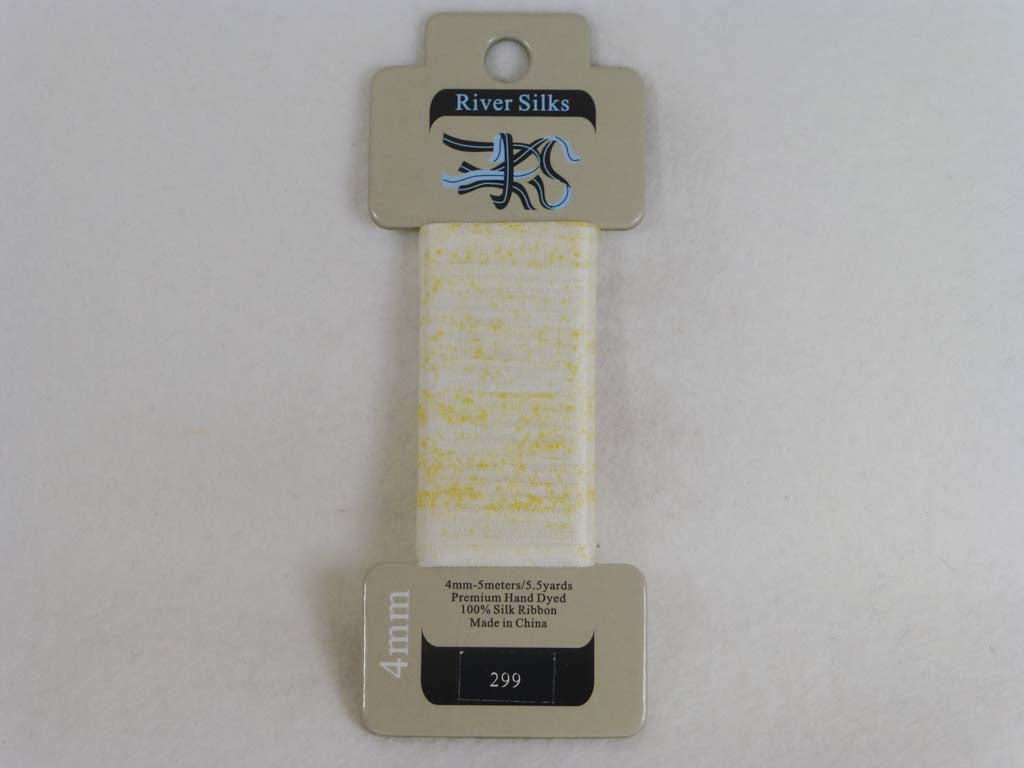 River Silks
RS
4mm-5meters/5.5yards
Premium Hand Dyed
100% Silk Ribbon
Made in China
4mm
299